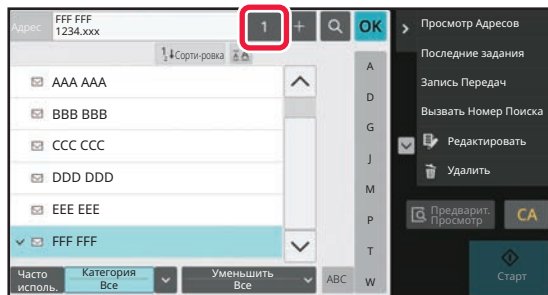 Адрес
FFF FFF
1234.xxx
1
+
OK
Сорти-ровка
AAA AAA
BBB BBB
CCC CCC
DDD DDD
EEE EEE
FFF FFF
A
D
G
J
M
P
T
W
Часто
исполь.
Категория
Все
Уменьшить
Все
ABC
Просмотр Адресов
Последние задания
Запись Передач
Вызвать Номер Поиска
Редактировать
Удалить
Предварит.
Просмотр
CA
Старт